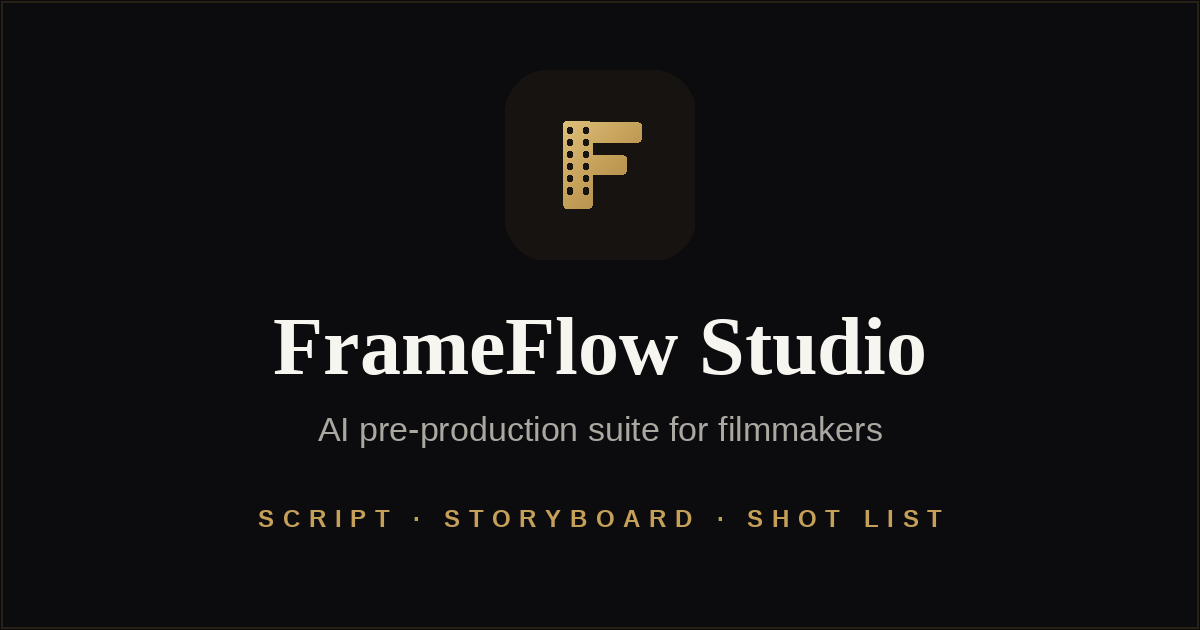 F
FrameFlow Studio
AI pre-production suite for filmmakers
SCRIPT · STORYBOARD · SHOT LIST